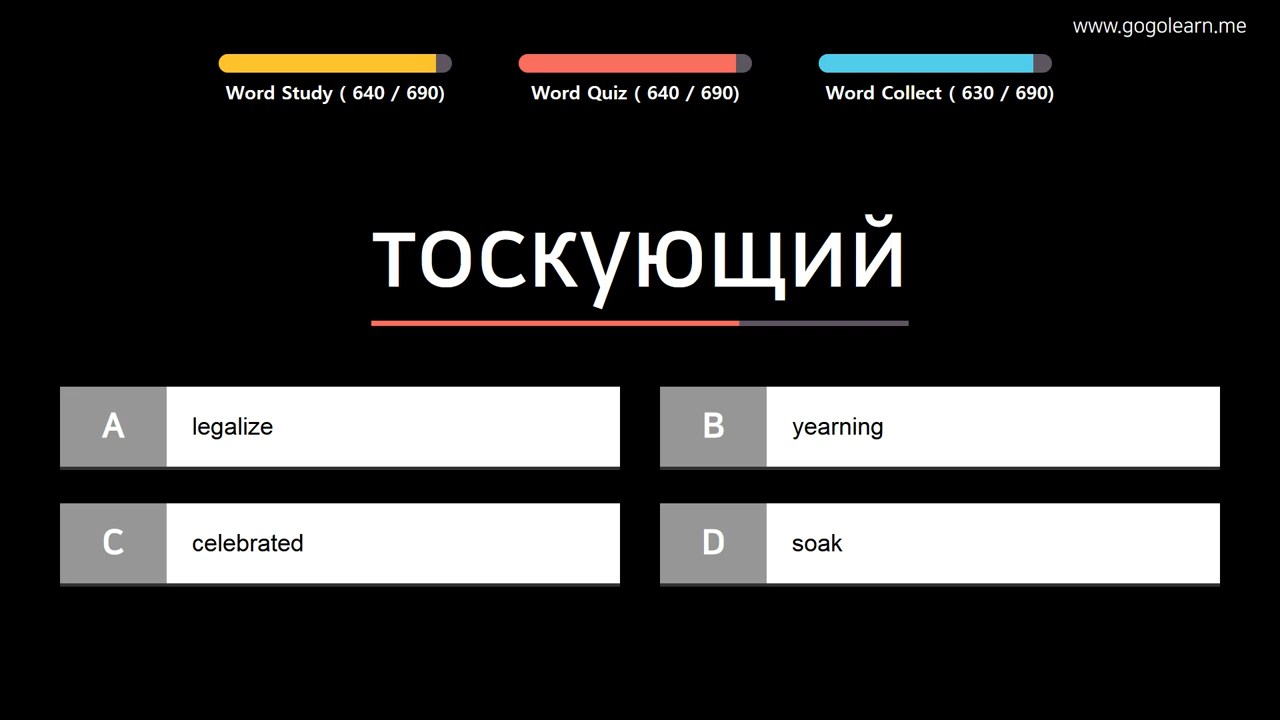 www.gogolearn.me
Word Study ( 640 / 690)
Word Quiz ( 640 / 690)
Word Collect ( 630 / 690)
тоскующий
A legalize
B yearning
C celebrated
D soak